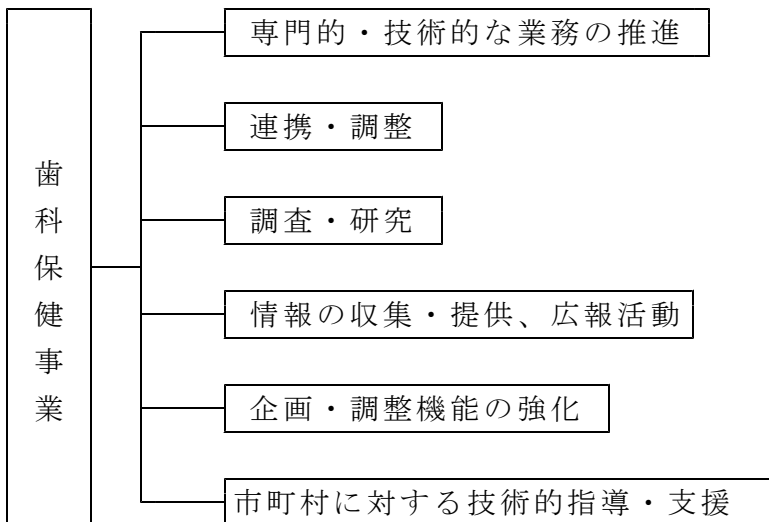 歯科保健事業
専門的・技術的な業務の推進
連携・調整
調査・研究
情報の収集・提供、広報活動
企画・調整機能の強化
市町村に対する技術的指導・支援